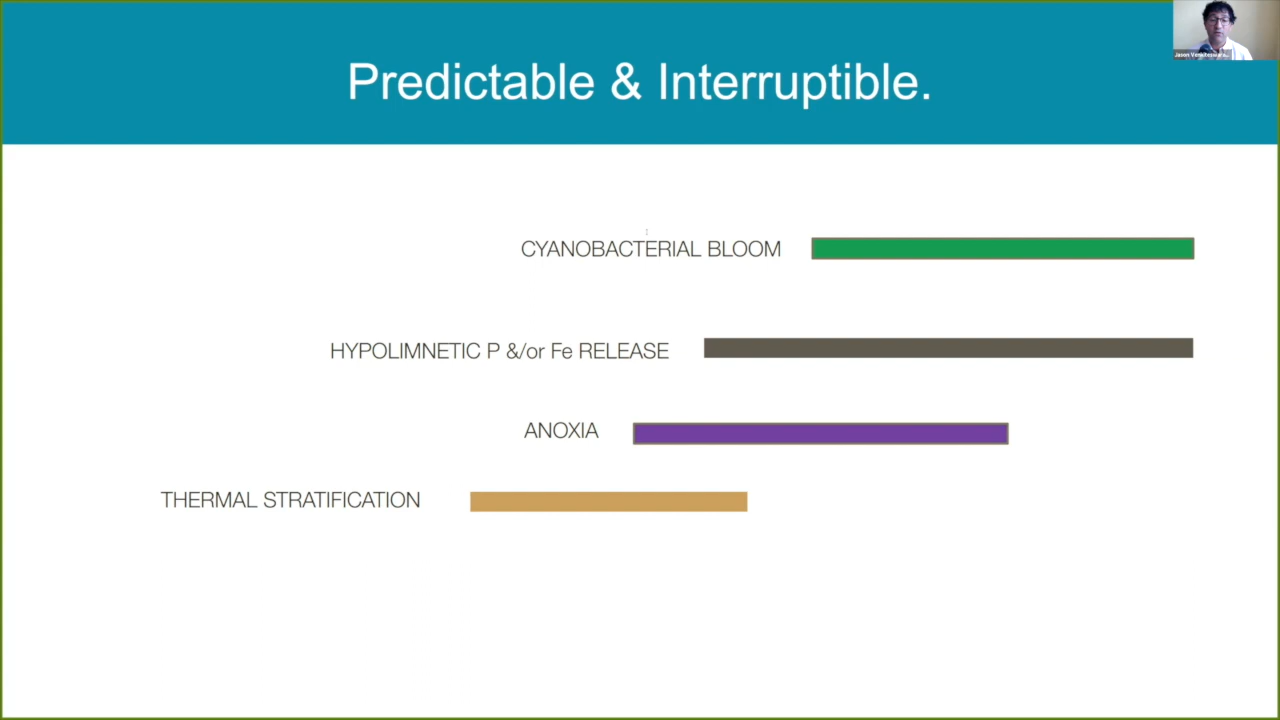 Predictable & Interruptible.
CYANOBACTERIAL BLOOM
HYPOLIMNETIC P &/or Fe RELEASE
ANOXIA
THERMAL STRATIFICATION